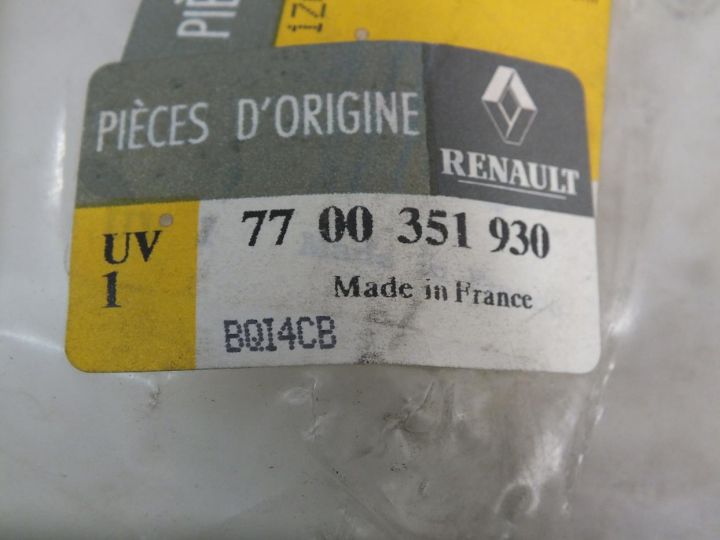 PIÈCES D'ORIGINE
RENAULT
UV
1
77 00 351 930
Made in France
BQI4CB